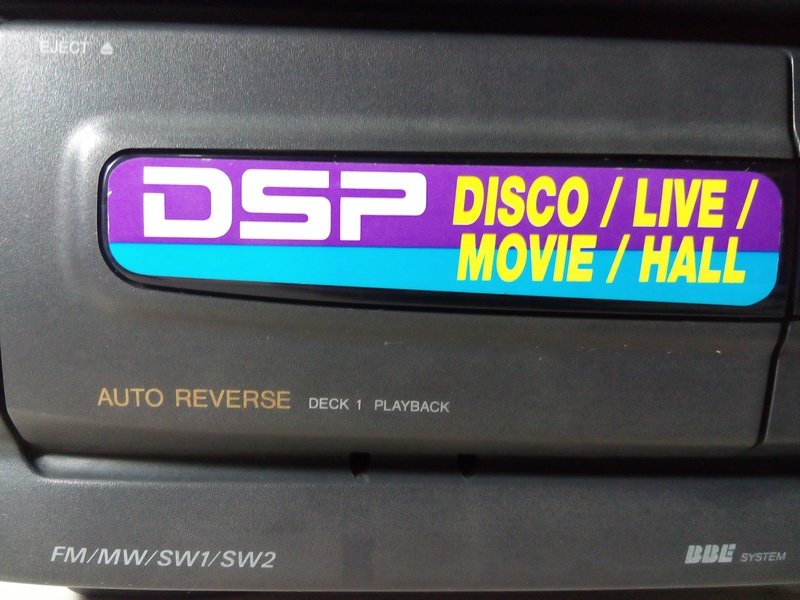 EJECT
DSP
DISCO / LIVE /
MOVIE / HALL
AUTO REVERSE DECK 1 PLAYBACK
FM/MW/SW1/SW2
BBE SYSTEM